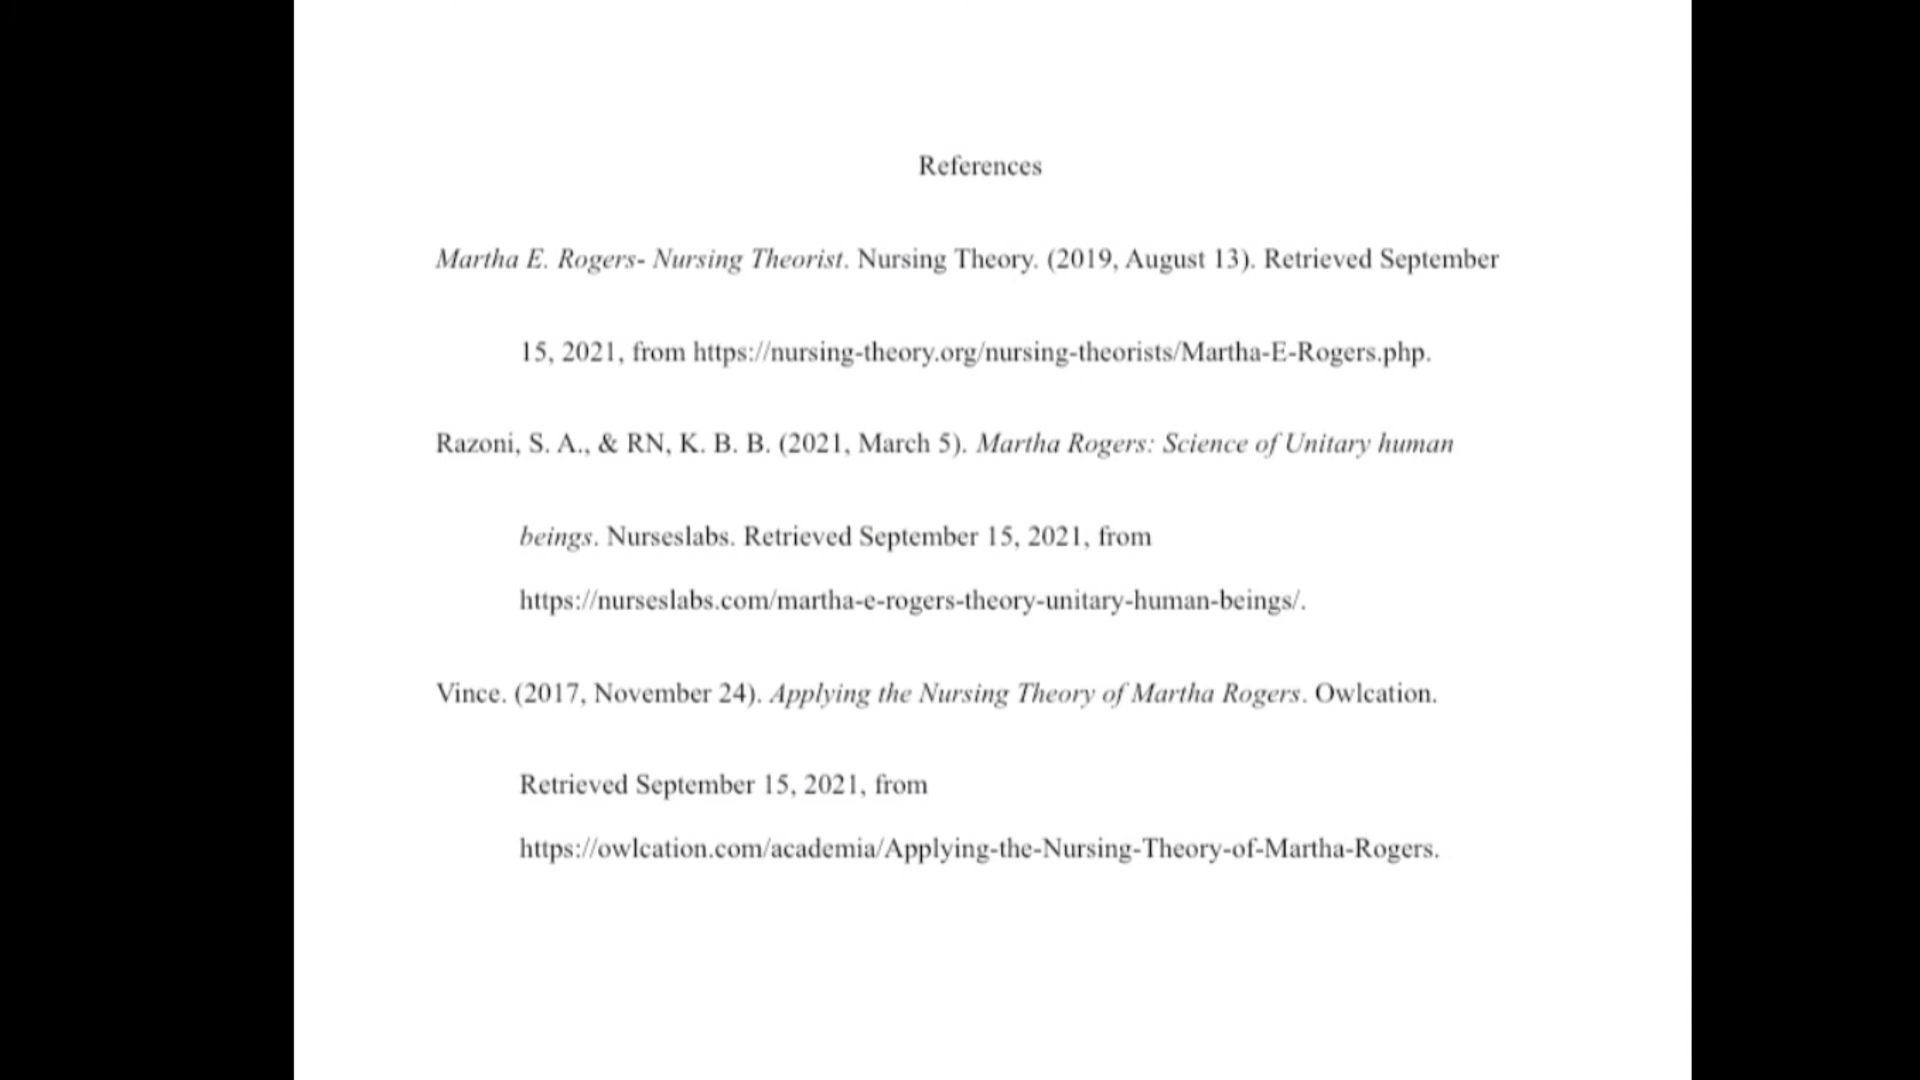 References
Martha E. Rogers- Nursing Theorist. Nursing Theory. (2019, August 13). Retrieved September
15, 2021, from https://nursing-theory.org/nursing-theorists/Martha-E-Rogers.php.
Razoni, S. A., & RN, K. B. B. (2021, March 5). Martha Rogers: Science of Unitary human
beings. Nurseslabs. Retrieved September 15, 2021, from
https://nurseslabs.com/martha-e-rogers-theory-unitary-human-beings/.
Vince. (2017, November 24). Applying the Nursing Theory of Martha Rogers. Owlcation.
Retrieved September 15, 2021, from
https://owlcation.com/academia/Applying-the-Nursing-Theory-of-Martha-Rogers.